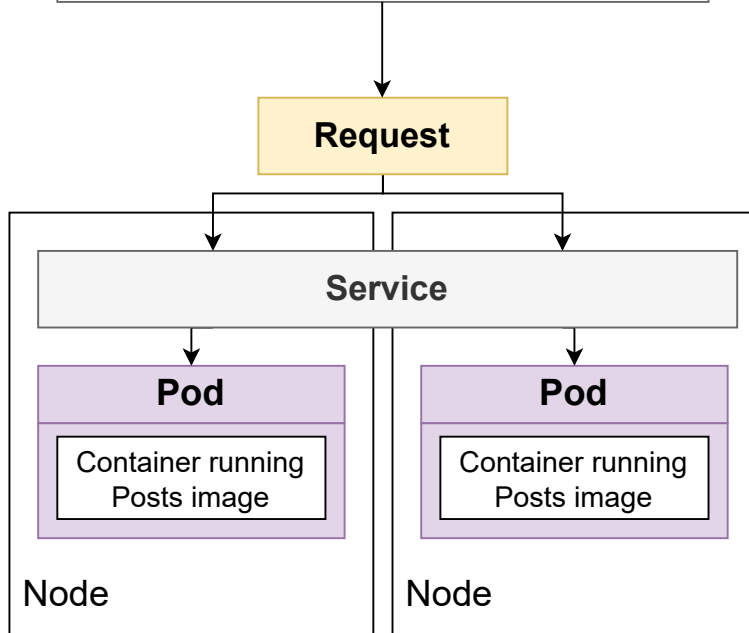 Request
Service
Pod
Pod
Container running
Posts image
Container running
Posts image
Node
Node